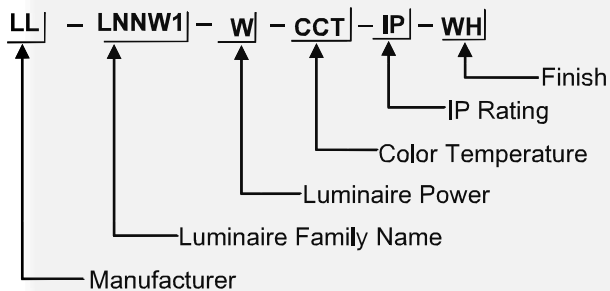 LL – LNNW1 – W – CCT – IP – WH
Finish
IP Rating
Color Temperature
Luminaire Power
Luminaire Family Name
Manufacturer